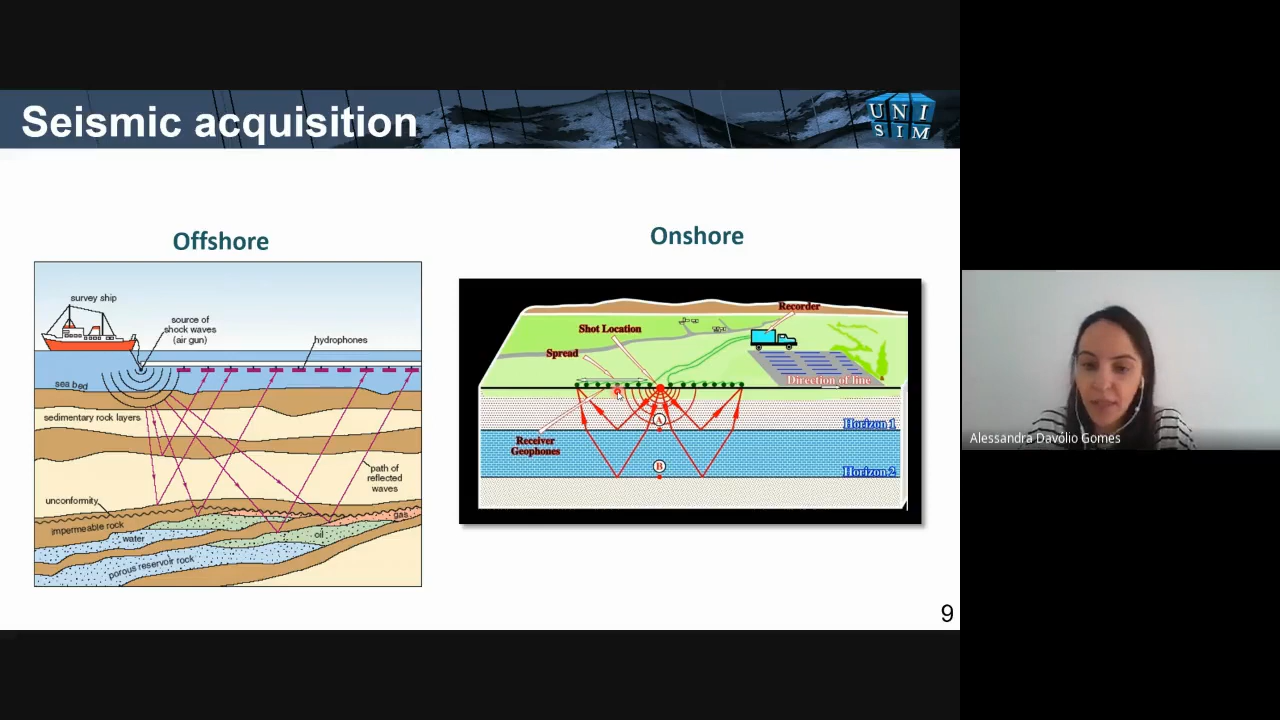 Seismic acquisition
UNI
SIM
Offshore
Onshore
survey ship
source of
shock waves
(air gun)
hydrophones
sea bed
sedimentary rock layers
path of
reflected
waves
unconformity
impermeable rock
water
oil
gas
porous reservoir rock
Recorder
Shot Location
Spread
Direction of line
Receiver
Geophones
A
Horizon 1
B
Horizon 2
9
Alessandra Davólio Gomes